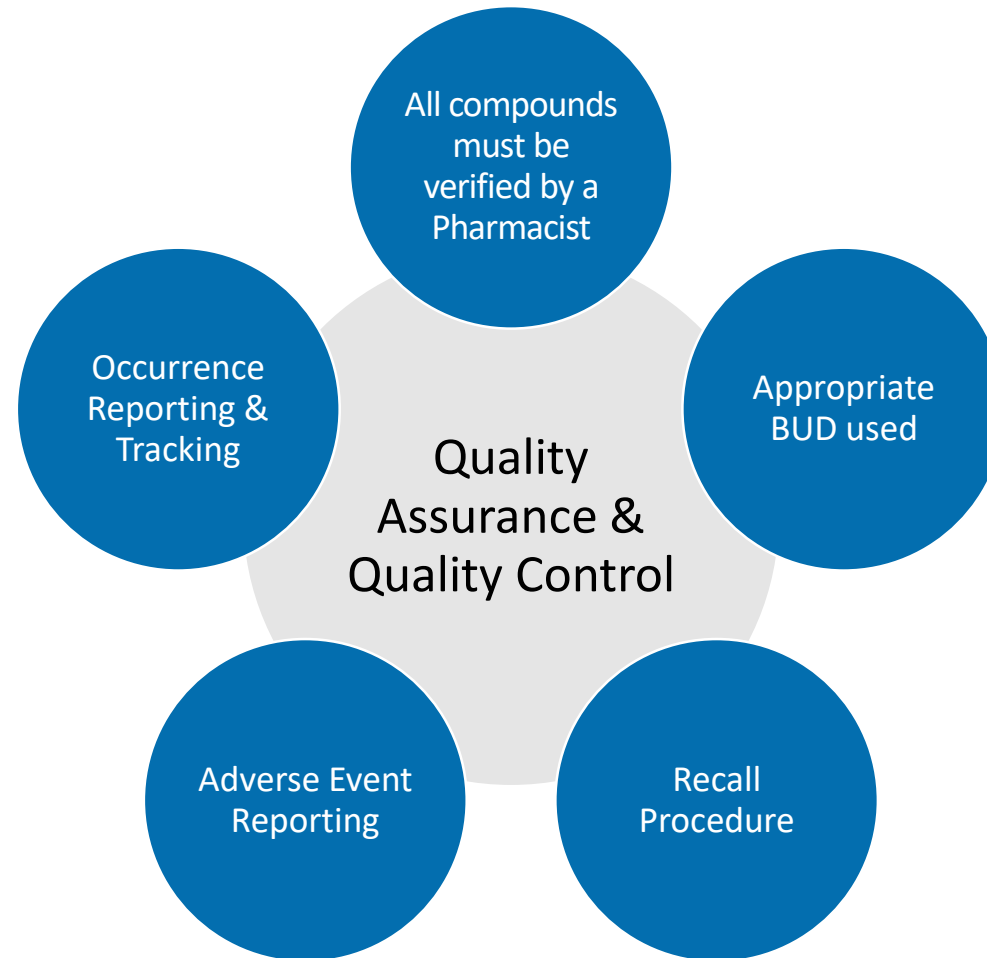 All compounds
must be
verified by a
Pharmacist
Occurrence
Reporting &
Tracking
Appropriate
BUD used
Quality
Assurance &
Quality Control
Adverse Event
Reporting
Recall
Procedure